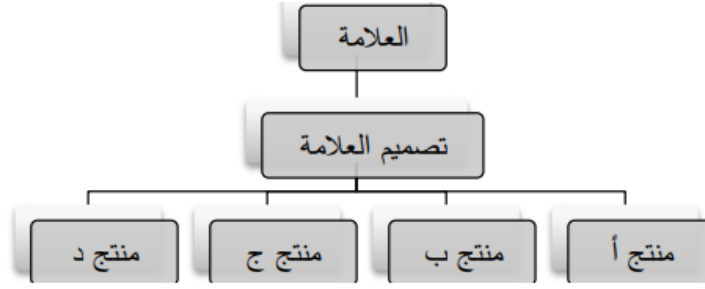 العلامة
تصميم العلامة
منتج أ
منتج ب
منتج ج
منتج د